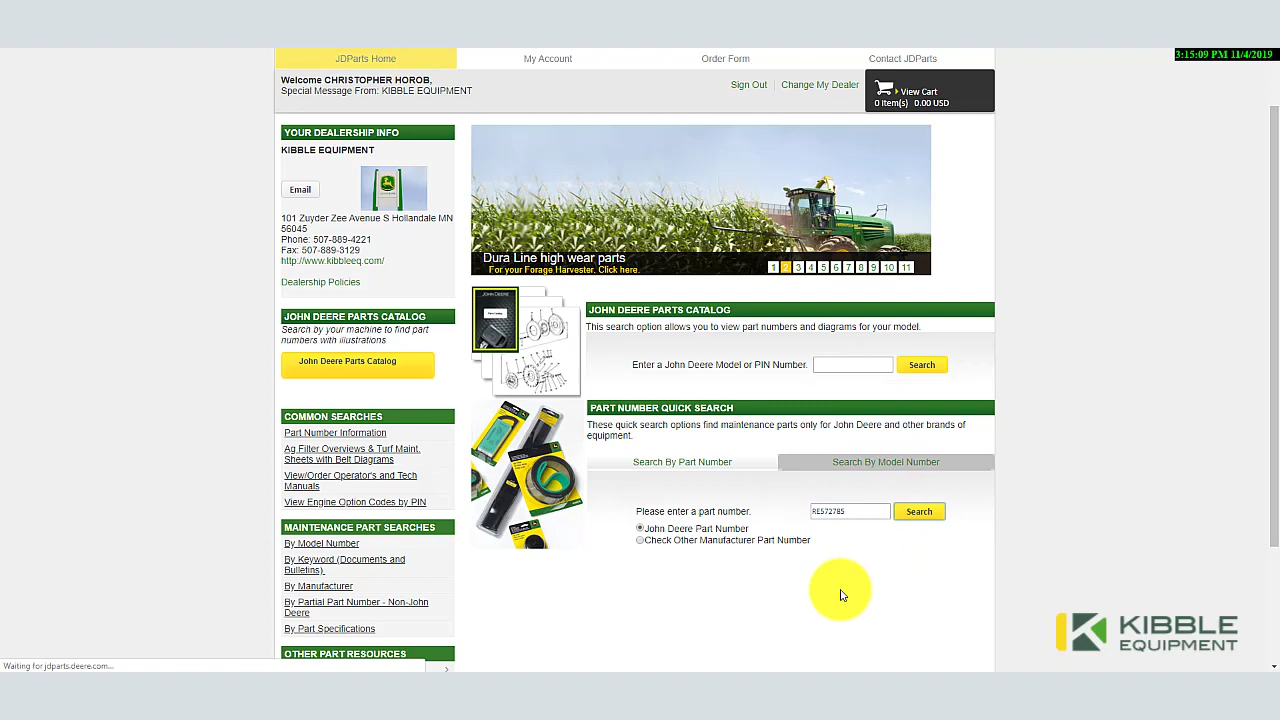 3:15:09 PM 11/4/2019
JDParts Home
My Account
Order Form
Contact JDParts
Welcome CHRISTOPHER HOROB,
Special Message From: KIBBLE EQUIPMENT
Sign Out
Change My Dealer
View Cart
0 Item(s) 0.00 USD
YOUR DEALERSHIP INFO
KIBBLE EQUIPMENT
Email
101 Zuyder Zee Avenue S Hollandale MN
56045
Phone: 507-889-4221
Fax: 507-889-3129
http://www.kibbleeq.com/
Dealership Policies
JOHN DEERE PARTS CATALOG
Search by your machine to find part
numbers with illustrations
John Deere Parts Catalog
COMMON SEARCHES
Part Number Information
Ag Filter Overviews & Turf Maint.
Sheets with Belt Diagrams
View/Order Operator's and Tech
Manuals
View Engine Option Codes by PIN
MAINTENANCE PART SEARCHES
By Model Number
By Keyword (Documents and
Bulletins)
By Manufacturer
By Partial Part Number - Non-John
Deere
By Part Specifications
OTHER PART RESOURCES
Dura Line high wear parts
For your Forage Harvester. Click here.
1 2 3 4 5 6 7 8 9 10 11
JOHN DEERE
JOHN DEERE PARTS CATALOG
This search option allows you to view part numbers and diagrams for your model.
Enter a John Deere Model or PIN Number.
Search
PART NUMBER QUICK SEARCH
These quick search options find maintenance parts only for John Deere and other brands of
equipment.
Search By Part Number
Search By Model Number
Please enter a part number.
RE572785
Search
John Deere Part Number
Check Other Manufacturer Part Number
KIBBLE
EQUIPMENT
Waiting for jdparts.deere.com...